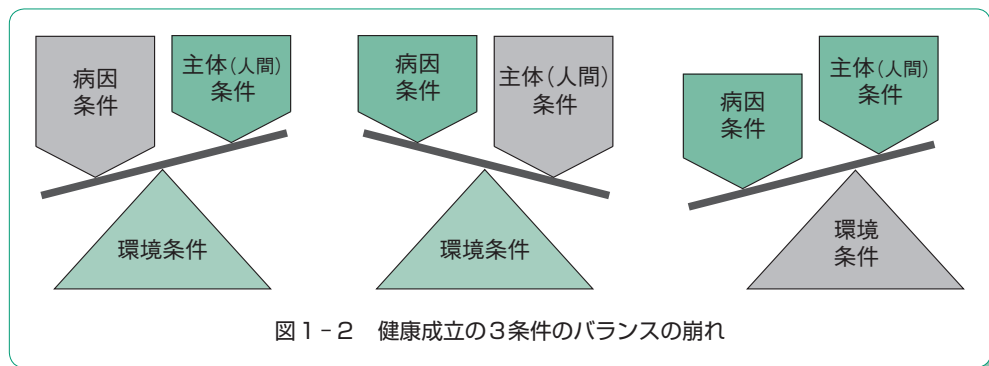 病因
条件
主体(人間)
条件
環境条件
病因
条件
主体(人間)
条件
環境条件
病因
条件
主体(人間)
条件
環境
条件
図1-2 健康成立の3条件のバランスの崩れ